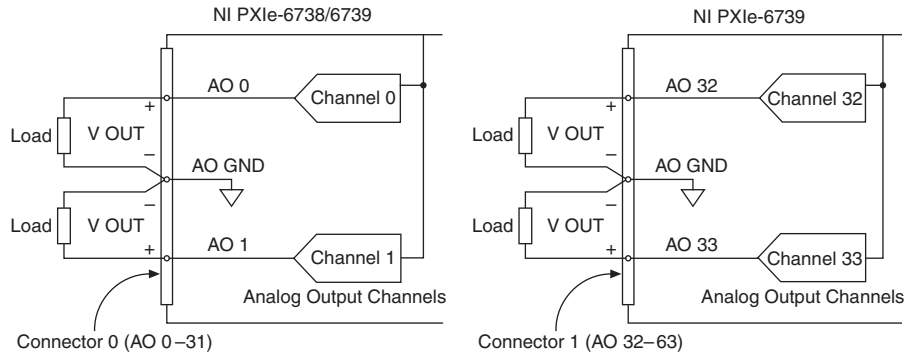 NI PXIe-6738/6739
AO 0
Channel 0
+
Load
V OUT
–
AO GND
–
Load
V OUT
+
AO 1
Channel 1
Analog Output Channels
Connector 0 (AO 0–31)
NI PXIe-6739
AO 32
Channel 32
+
Load
V OUT
–
AO GND
–
Load
V OUT
+
AO 33
Channel 33
Analog Output Channels
Connector 1 (AO 32–63)